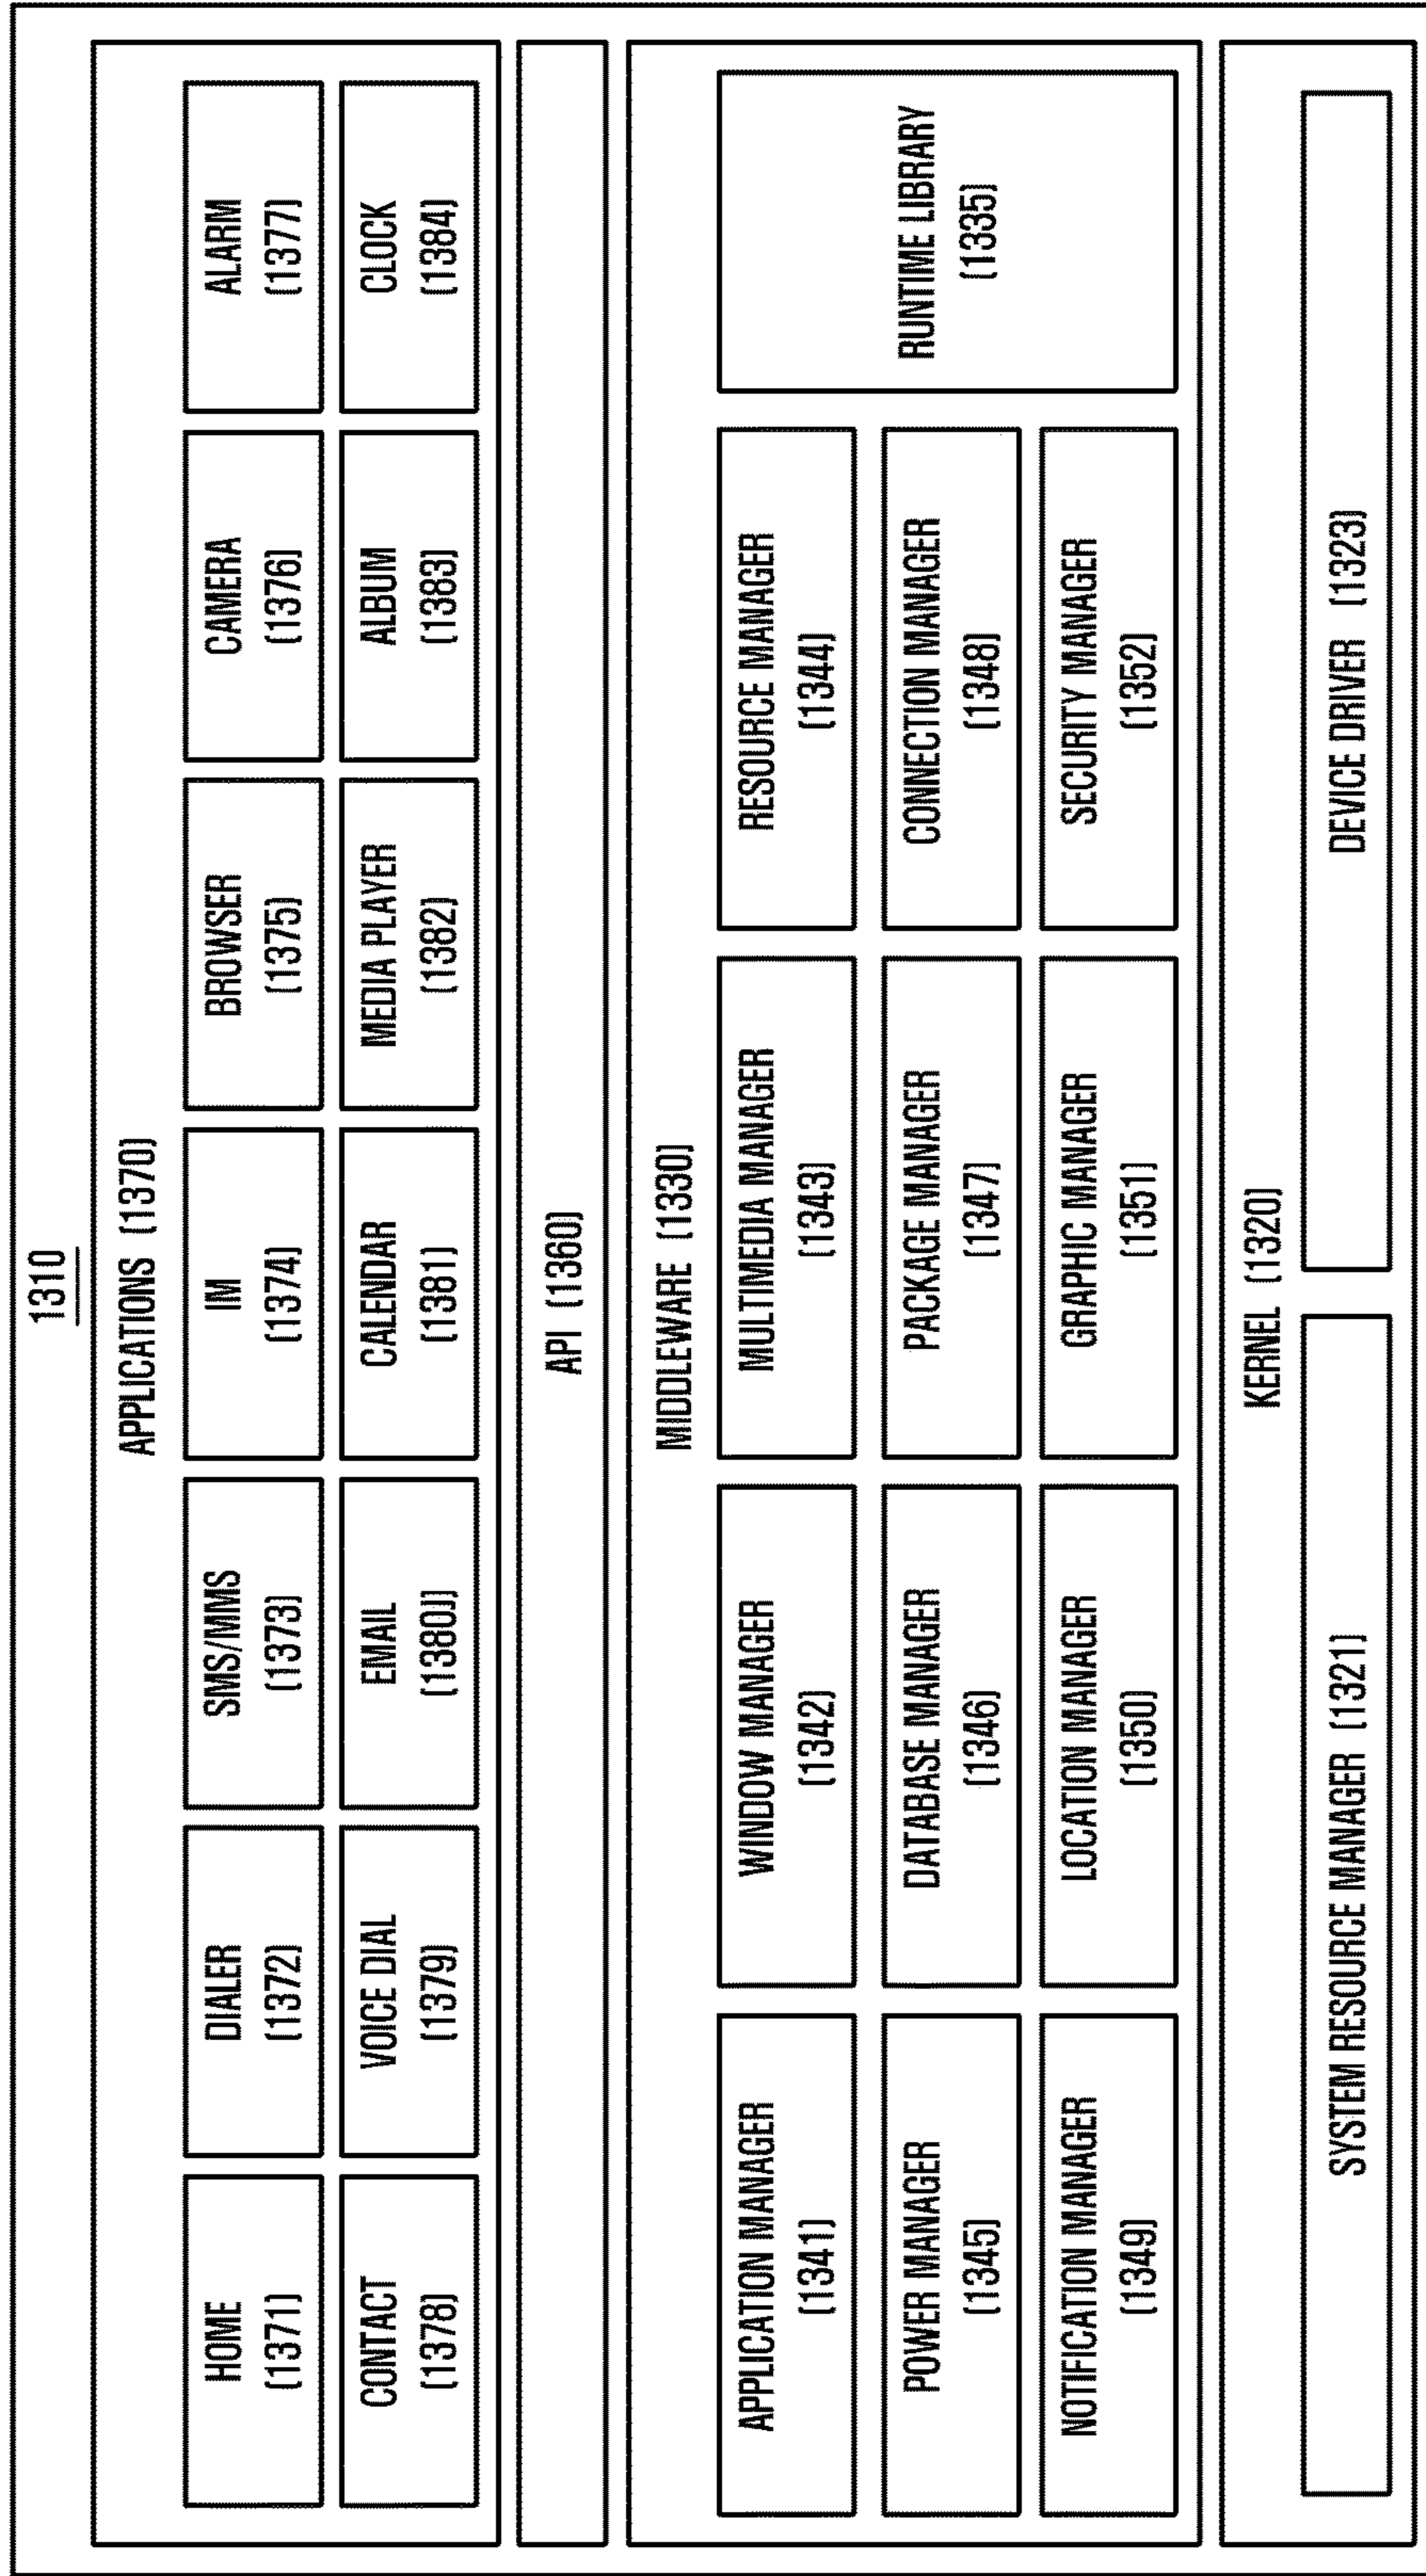 1310
APPLICATIONS (1370)
HOME
(1371)
DIALER
(1372)
SMS/MMS
(1373)
IM
(1374)
BROWSER
(1375)
CAMERA
(1376)
ALARM
(1377)
CONTACT
(1378)
VOICE DIAL
(1379)
EMAIL
(1380)]
CALENDAR
(1381)
MEDIA PLAYER
(1382)
ALBUM
(1383)
CLOCK
(1384)
API (1360)
MIDDLEWARE (1330)
APPLICATION MANAGER
(1341)
WINDOW MANAGER
(1342)
MULTIMEDIA MANAGER
(1343)
RESOURCE MANAGER
(1344)
POWER MANAGER
(1345)
DATABASE MANAGER
(1346)
PACKAGE MANAGER
(1347)
CONNECTION MANAGER
(1348)
NOTIFICATION MANAGER
(1349)
LOCATION MANAGER
(1350)
GRAPHIC MANAGER
(1351)
SECURITY MANAGER
(1352)
RUNTIME LIBRARY
(1335)
KERNEL (1320)
SYSTEM RESOURCE MANAGER (1321)
DEVICE DRIVER (1323)